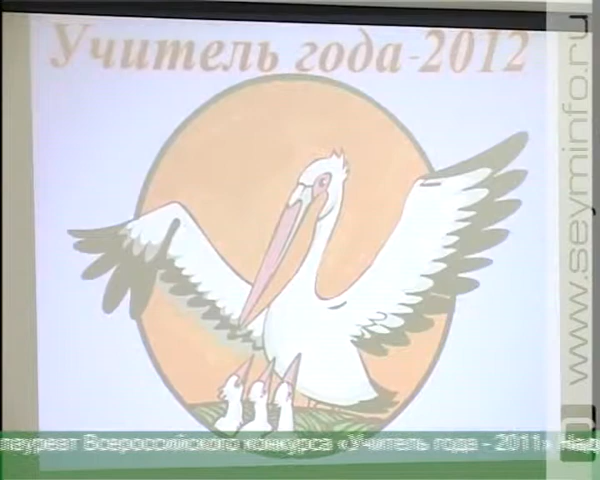 Учитель года-2012
www.seyminfo.ru
лауреат Всероссийского конкурса «Учитель года - 2011»